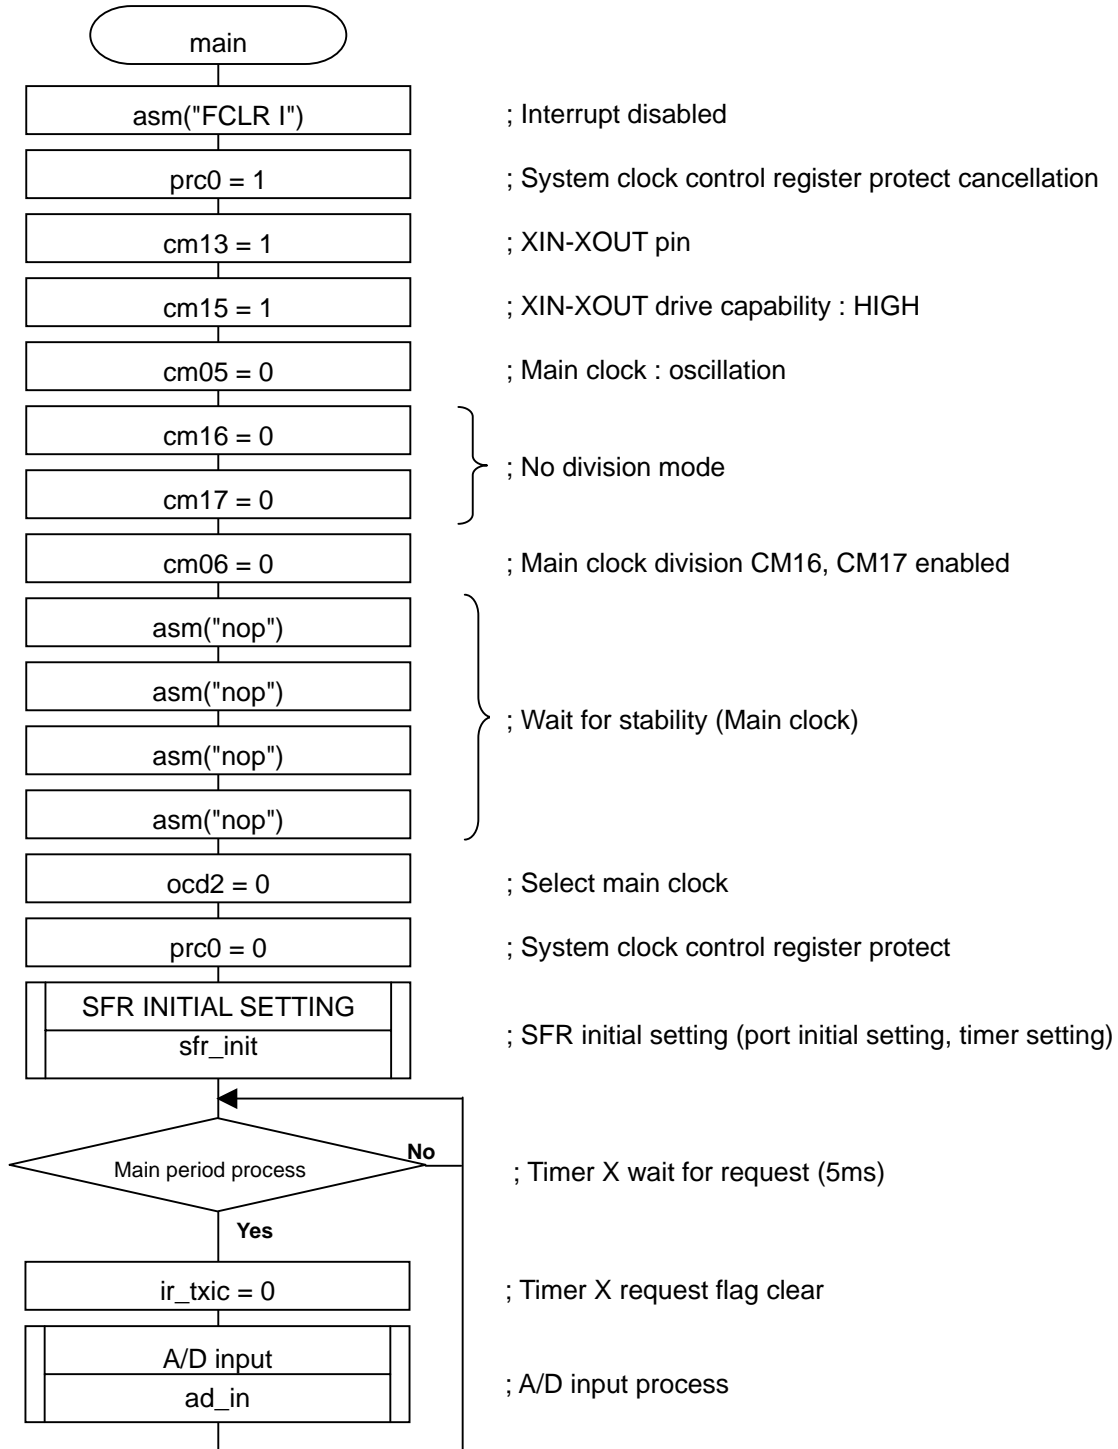 main
asm("FCLR I") ; Interrupt disabled
prc0 = 1 ; System clock control register protect cancellation
cm13 = 1 ; XIN-XOUT pin
cm15 = 1 ; XIN-XOUT drive capability : HIGH
cm05 = 0 ; Main clock : oscillation
cm16 = 0
; No division mode
cm17 = 0
cm06 = 0 ; Main clock division CM16, CM17 enabled
asm("nop")
asm("nop")
; Wait for stability (Main clock)
asm("nop")
asm("nop")
ocd2 = 0 ; Select main clock
prc0 = 0 ; System clock control register protect
SFR INITIAL SETTING
; SFR initial setting (port initial setting, timer setting)
sfr_init
No
Main period process ; Timer X wait for request (5ms)
Yes
ir_txic = 0 ; Timer X request flag clear
A/D input
; A/D input process
ad_in